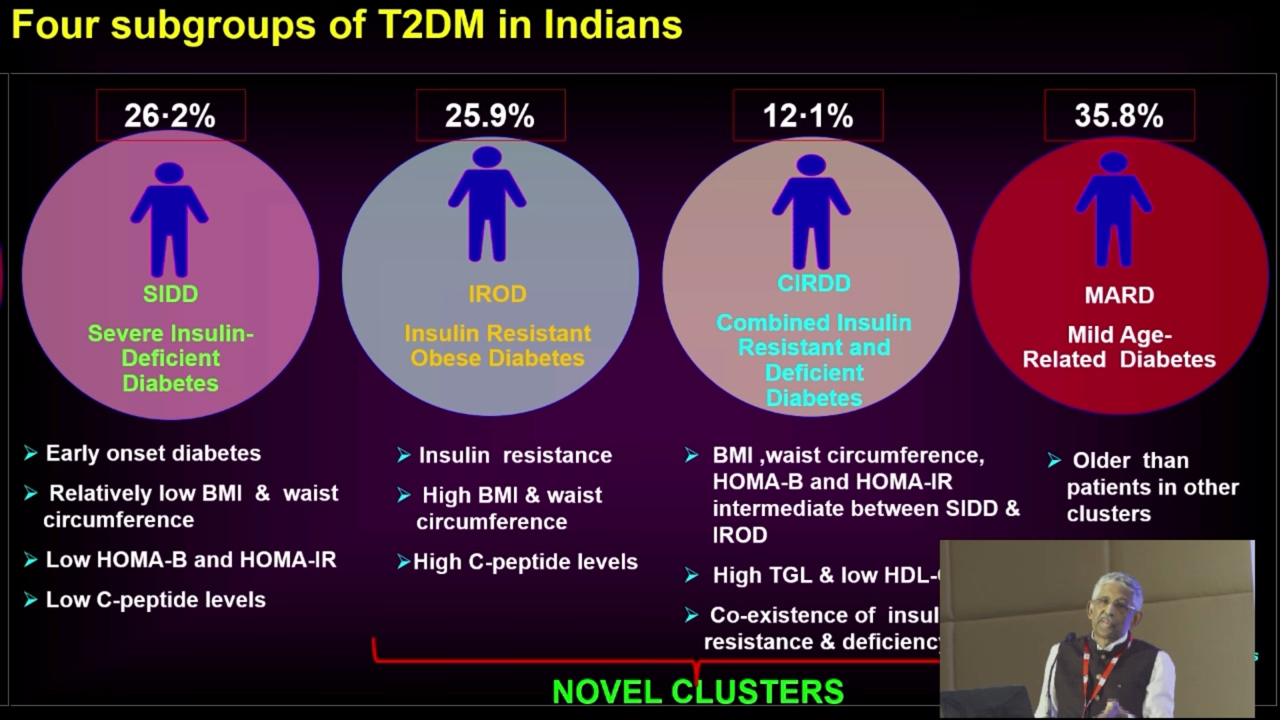 Four subgroups of T2DM in Indians
26·2%
SIDD
Severe Insulin-
Deficient
Diabetes
➢ Early onset diabetes
➢ Relatively low BMI & waist
circumference
➢ Low HOMA-B and HOMA-IR
➢ Low C-peptide levels
25.9%
IROD
Insulin Resistant
Obese Diabetes
➢ Insulin resistance
➢ High BMI & waist
circumference
➢High C-peptide levels
12·1%
CIRDD
Combined Insulin
Resistant and
Deficient
Diabetes
➢ BMI ,waist circumference,
HOMA-B and HOMA-IR
intermediate between SIDD &
IROD
➢ High TGL & low
➢ Co-existence of
resistance &
35.8%
MARD
Mild Age-
Related Diabetes
➢ Older than
patients in other
clusters
NOVEL CLUSTERS